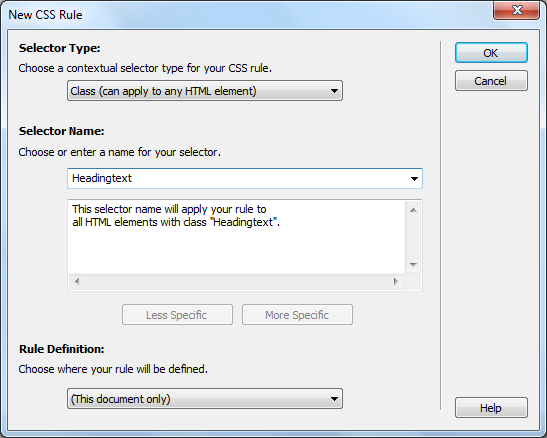 New CSS Rule
Selector Type:
Choose a contextual selector type for your CSS rule.
Class (can apply to any HTML element)
OK
Cancel
Selector Name:
Choose or enter a name for your selector.
Headingtext
This selector name will apply your rule to
all HTML elements with class "Headingtext".
Less Specific More Specific
Rule Definition:
Choose where your rule will be defined.
(This document only)
Help